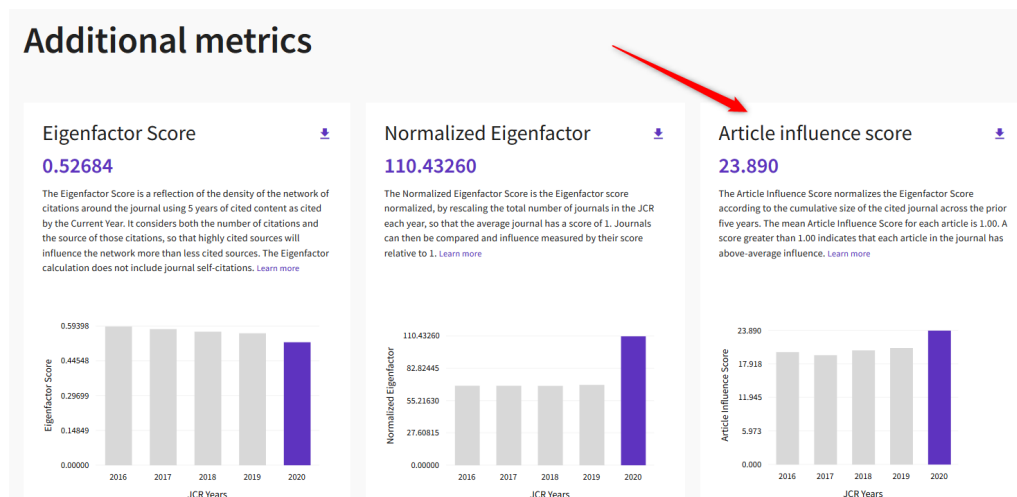 Additional metrics
Eigenfactor Score
0.52684
The Eigenfactor Score is a reflection of the density of the network of
citations around the journal using 5 years of cited content as cited
by the Current Year. It considers both the number of citations and
the source of those citations, so that highly cited sources will
influence the network more than less cited sources. The Eigenfactor
calculation does not include journal self-citations. Learn more
0.59398
0.44548
0.29699
0.14849
0.00000
Eigenfactor Score
2016 2017 2018 2019 2020
JCR Years
Normalized Eigenfactor
110.43260
The Normalized Eigenfactor Score is the Eigenfactor score
normalized, by rescaling the total number of journals in the JCR
each year, so that the average journal has a score of 1. Journals
can then be compared and influence measured by their score
relative to 1. Learn more
110.43260
82.82445
55.21630
27.60815
0.00000
Normalized Eigenfactor
2016 2017 2018 2019 2020
JCR Years
Article influence score
23.890
The Article Influence Score normalizes the Eigenfactor Score
according to the cumulative size of the cited journal across the prior
five years. The mean Article Influence Score for each article is 1.00. A
score greater than 1.00 indicates that each article in the journal has
above-average influence. Learn more
23.890
17.918
11.945
5.973
0.000
Article Influence Score
2016 2017 2018 2019 2020
JCR Years